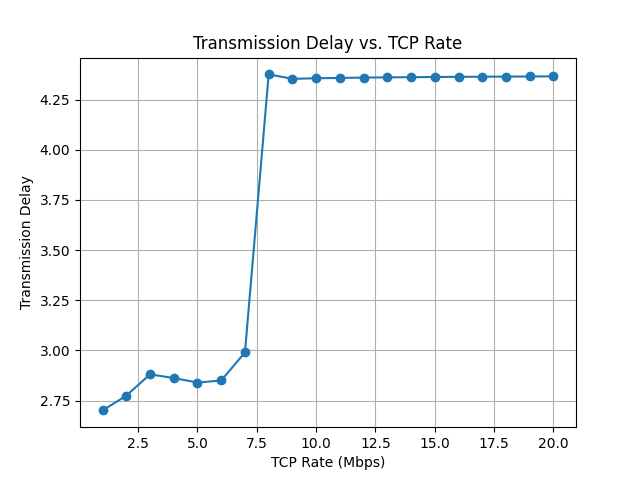 Transmission Delay vs. TCP Rate
Transmission Delay
4.25
4.00
3.75
3.50
3.25
3.00
2.75
2.5 5.0 7.5 10.0 12.5 15.0 17.5 20.0
TCP Rate (Mbps)